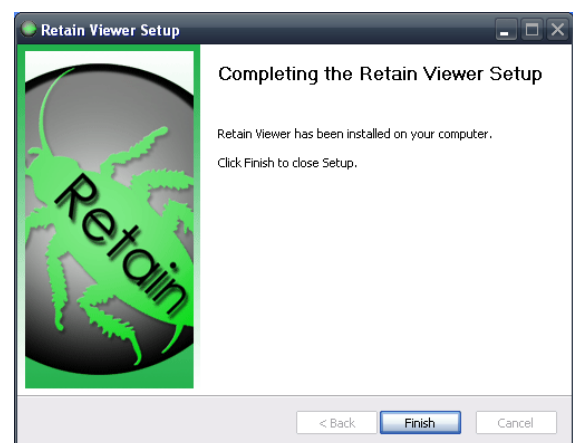 Retain Viewer Setup
Completing the Retain Viewer Setup
Retain Viewer has been installed on your computer.
Click Finish to close Setup.
Retain
< Back
Finish
Cancel